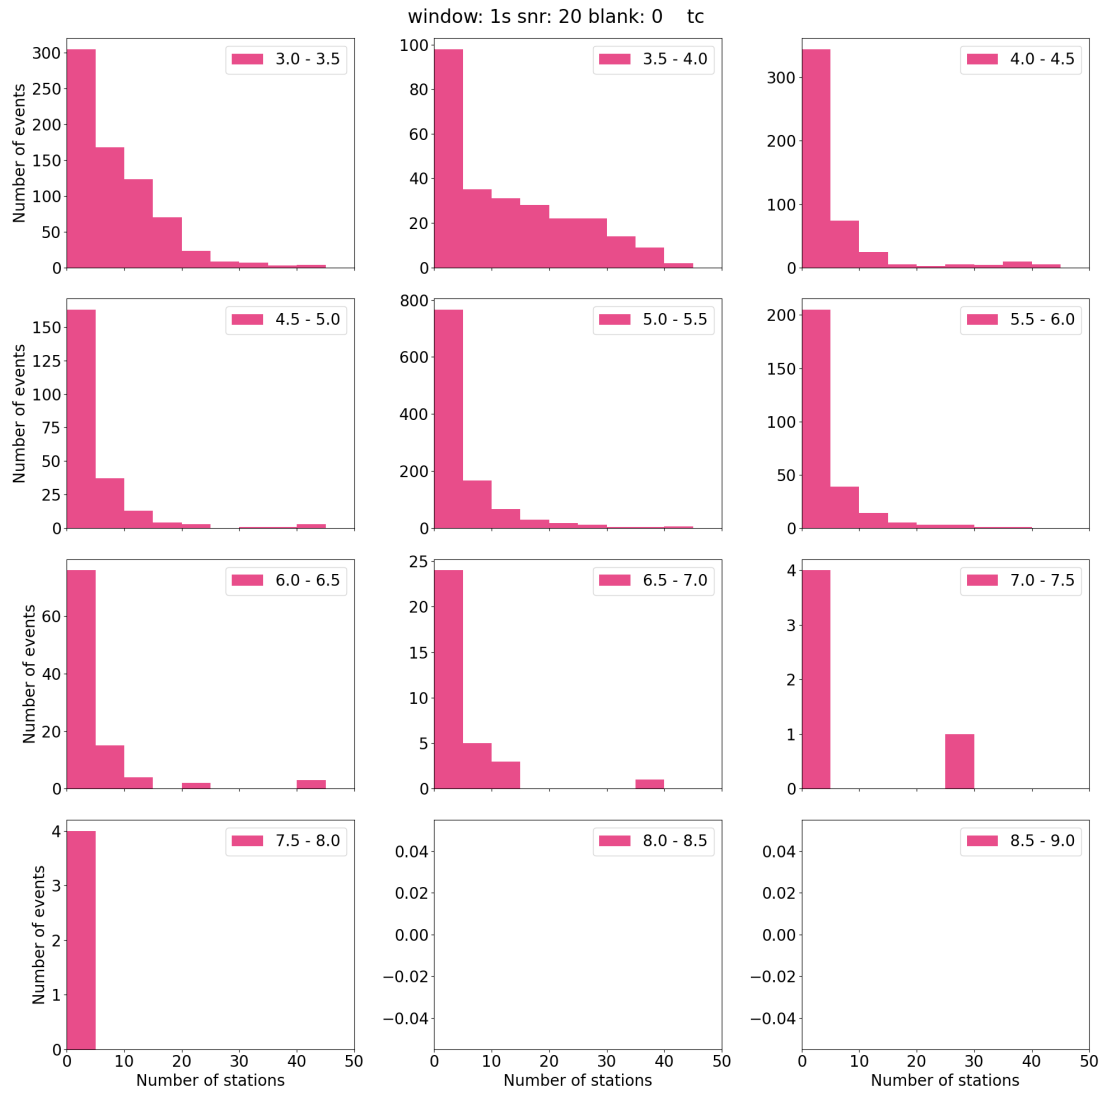 window: 1s snr: 20 blank: 0 tc
3.0 - 3.5
3.5 - 4.0
4.0 - 4.5
300
250
200
150
100
50
0
100
80
60
40
20
0
300
200
100
0
Number of events
4.5 - 5.0
5.0 - 5.5
5.5 - 6.0
150
125
100
75
50
25
0
800
600
400
200
0
200
150
100
50
0
Number of events
6.0 - 6.5
6.5 - 7.0
7.0 - 7.5
60
40
20
0
25
20
15
10
5
0
4
3
2
1
0
Number of events
7.5 - 8.0
8.0 - 8.5
8.5 - 9.0
4
3
2
1
0
0.04
0.02
0.00
−0.02
−0.04
0.04
0.02
0.00
−0.02
−0.04
Number of events
0 10 20 30 40 50
0 10 20 30 40 50
0 10 20 30 40 50
Number of stations
Number of stations
Number of stations